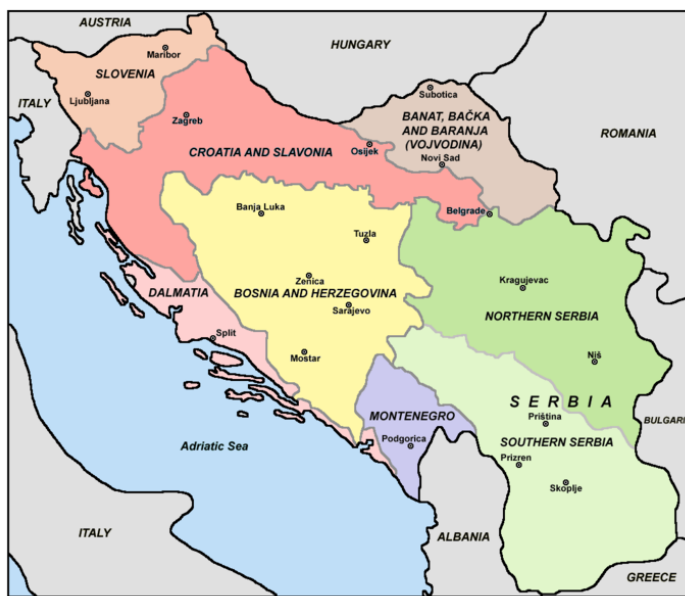 AUSTRIA
HUNGARY
Maribor
SLOVENIA
Ljubljana
ITALY
Subotica
BANAT, BAČKA
AND BARANJA
(VOJVODINA)
Novi Sad
ROMANIA
Zagreb
CROATIA AND SLAVONIA
Osijek
Belgrade
Banja Luka
Tuzla
Zenica
BOSNIA AND HERZEGOVINA
Sarajevo
Mostar
DALMATIA
Split
Kragujevac
NORTHERN SERBIA
Niš
SERBIA
Priština
SOUTHERN SERBIA
Prizren
Skoplje
MONTENEGRO
Podgorica
BULGARI
Adriatic Sea
ITALY
ALBANIA
GREECE